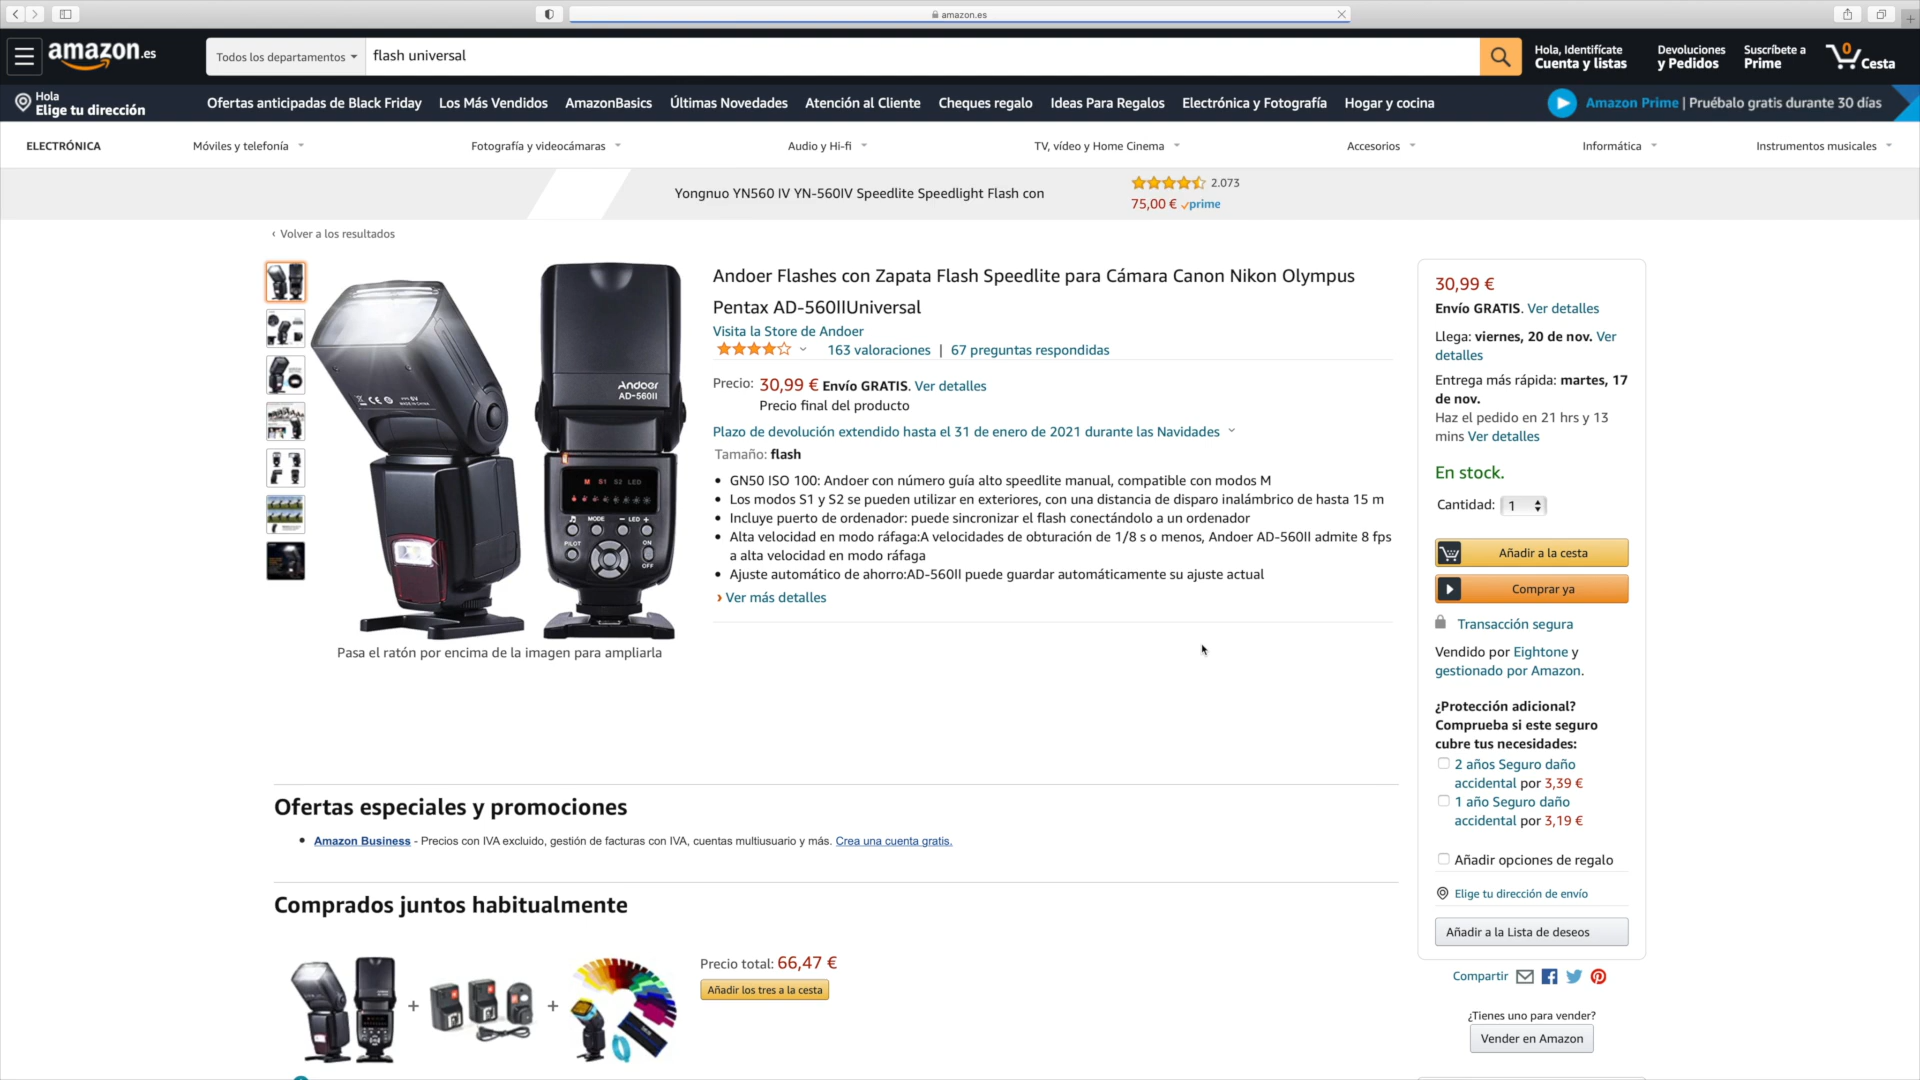 amazon.es
amazon.es
Todos los departamentos
flash universal
Hola, Identifícate
Cuenta y listas
Devoluciones
y Pedidos
Suscríbete a
Prime
0
Cesta
Hola
Elige tu dirección
Ofertas anticipadas de Black Friday
Los Más Vendidos
AmazonBasics
Últimas Novedades
Atención al Cliente
Cheques regalo
Ideas Para Regalos
Electrónica y Fotografía
Hogar y cocina
Amazon Prime | Pruébalo gratis durante 30 días
ELECTRÓNICA
Móviles y telefonía
Fotografía y videocámaras
Audio y Hi-fi
TV, vídeo y Home Cinema
Accesorios
Informática
Instrumentos musicales
Yongnuo YN560 IV YN-560IV Speedlite Speedlight Flash con
2.073
75,00 € prime
‹ Volver a los resultados
Andoer
AD-560II
M S1 S2 LED
MODE
– LED +
PILOT
ON
OFF
Pasa el ratón por encima de la imagen para ampliarla
Andoer Flashes con Zapata Flash Speedlite para Cámara Canon Nikon Olympus
Pentax AD-560IIUniversal
Visita la Store de Andoer
163 valoraciones | 67 preguntas respondidas
Precio: 30,99 € Envío GRATIS. Ver detalles
Precio final del producto
Plazo de devolución extendido hasta el 31 de enero de 2021 durante las Navidades
Tamaño: flash
• GN50 ISO 100: Andoer con número guía alto speedlite manual, compatible con modos M
• Los modos S1 y S2 se pueden utilizar en exteriores, con una distancia de disparo inalámbrico de hasta 15 m
• Incluye puerto de ordenador: puede sincronizar el flash conectándolo a un ordenador
• Alta velocidad en modo ráfaga:A velocidades de obturación de 1/8 s o menos, Andoer AD-560II admite 8 fps
a alta velocidad en modo ráfaga
• Ajuste automático de ahorro:AD-560II puede guardar automáticamente su ajuste actual
› Ver más detalles
30,99 €
Envío GRATIS. Ver detalles
Llega: viernes, 20 de nov. Ver
detalles
Entrega más rápida: martes, 17
de nov.
Haz el pedido en 21 hrs y 13
mins Ver detalles
En stock.
Cantidad: 1
Añadir a la cesta
Comprar ya
Transacción segura
Vendido por Eightone y
gestionado por Amazon.
¿Protección adicional?
Comprueba si este seguro
cubre tus necesidades:
2 años Seguro daño
accidental por 3,39 €
1 año Seguro daño
accidental por 3,19 €
Añadir opciones de regalo
Elige tu dirección de envío
Añadir a la Lista de deseos
Compartir
¿Tienes uno para vender?
Vender en Amazon
Ofertas especiales y promociones
• Amazon Business - Precios con IVA excluido, gestión de facturas con IVA, cuentas multiusuario y más. Crea una cuenta gratis.
Comprados juntos habitualmente
+
+
Precio total: 66,47 €
Añadir los tres a la cesta